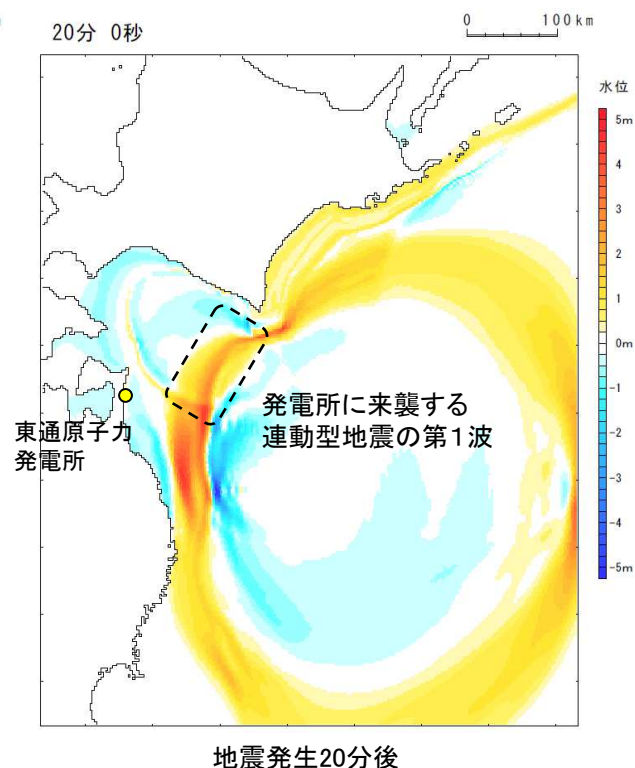 20分 0秒
0 100km
水位
5m
4
3
2
1
0m
-1
-2
-3
-4
-5m
発電所に来襲する
連動型地震の第1波
東通原子力
発電所
地震発生20分後